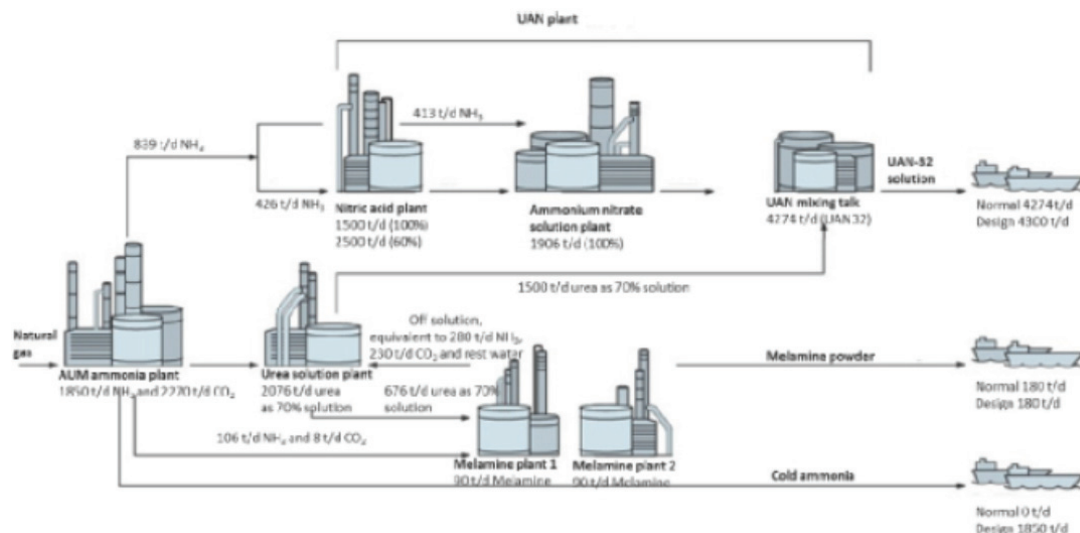 UAN plant
413 t/d NH₃
839 t/d NH₃
426 t/d NH₃
Nitric acid plant
1500 t/d (100%)
2500 t/d (60%)
Ammonium nitrate
solution plant
1906 t/d (100%)
UAN mixing talk
4274 t/d (UAN 32)
UAN-32
solution
Normal 4274 t/d
Design 4300 t/d
1500 t/d urea as 70% solution
Natural
gas
AUM ammonia plant
1850 t/d NH₃ and 2270 t/d CO₂
Urea solution plant
2076 t/d urea
as 70% solution
Off solution,
equivalent to 280 t/d NH₃,
230 t/d CO₂ and rest water
676 t/d urea as 70%
solution
106 t/d NH₃ and 8 t/d CO₂
Melamine plant 1
90 t/d Melamine
Melamine plant 2
90 t/d Melamine
Melamine powder
Normal 180 t/d
Design 180 t/d
Cold ammonia
Normal 0 t/d
Design 1850 t/d